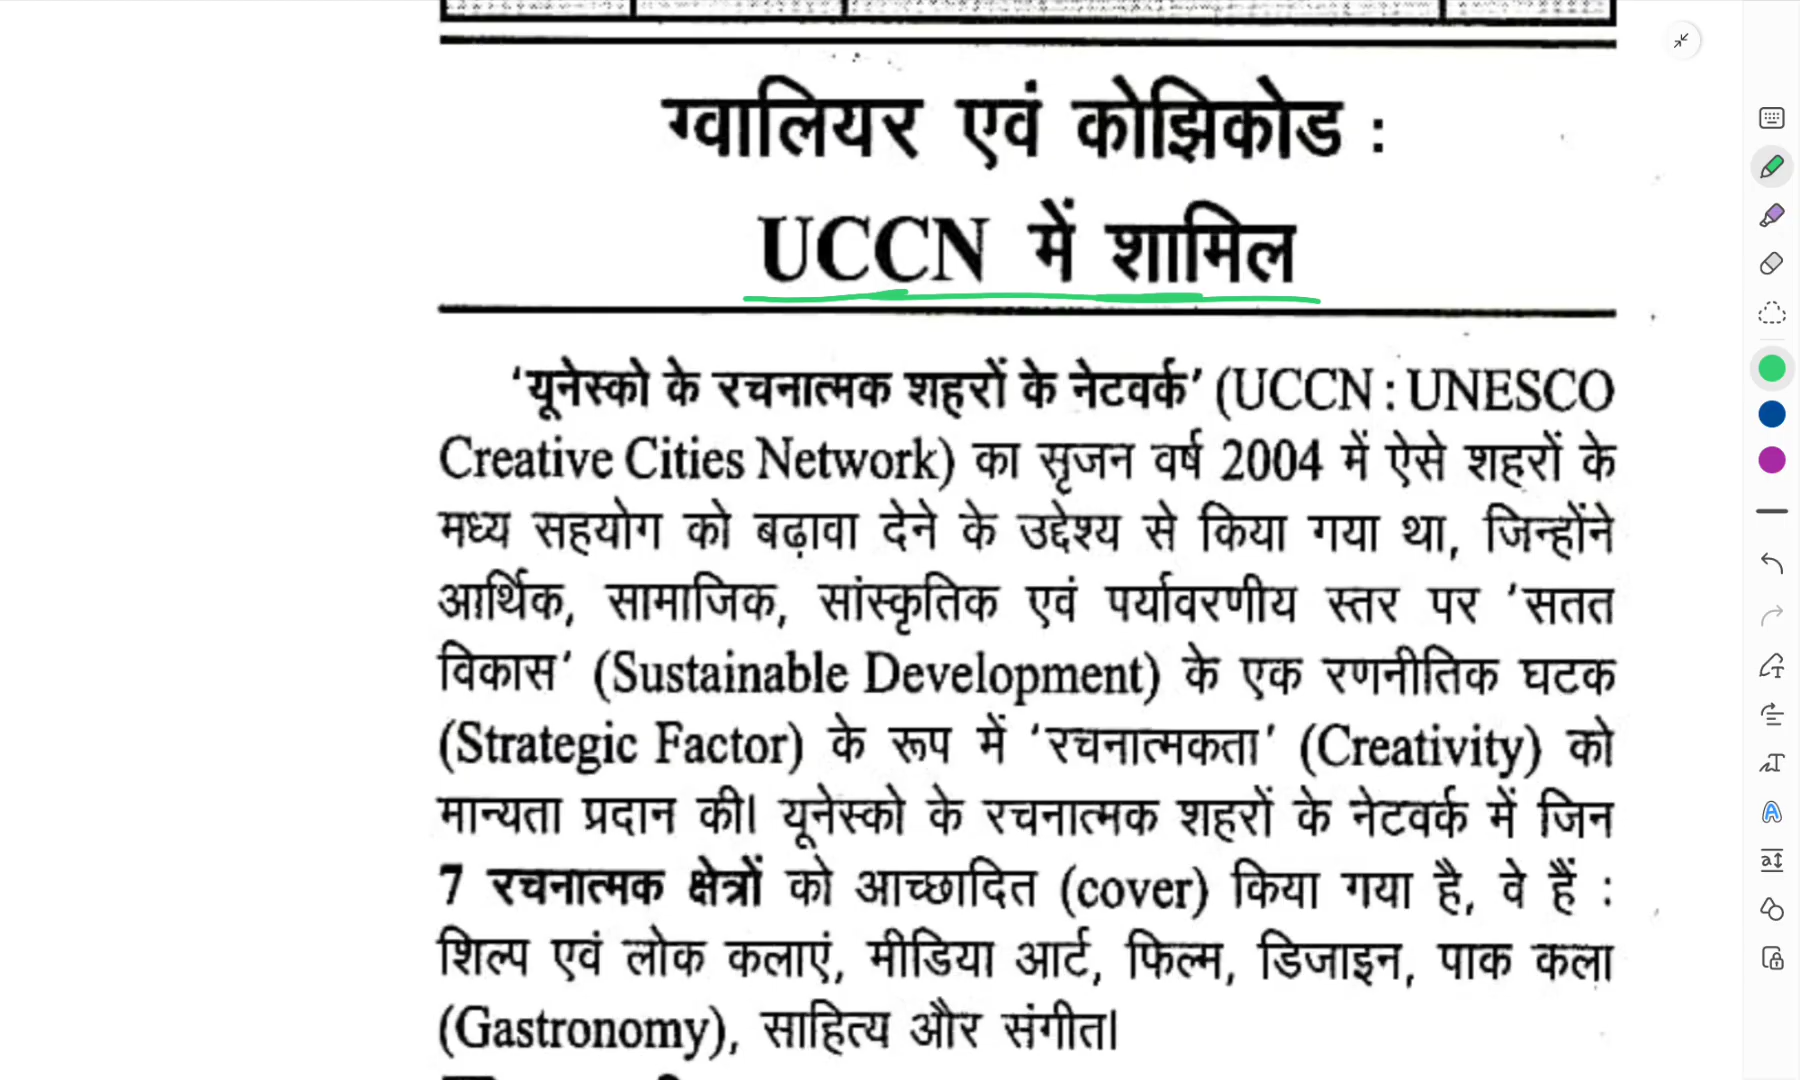 ग्वालियर एवं कोझिकोड :
UCCN में शामिल
‘यूनेस्को के रचनात्मक शहरों के नेटवर्क’ (UCCN : UNESCO
Creative Cities Network) का सृजन वर्ष 2004 में ऐसे शहरों के
मध्य सहयोग को बढ़ावा देने के उद्देश्य से किया गया था, जिन्होंने
आर्थिक, सामाजिक, सांस्कृतिक एवं पर्यावरणीय स्तर पर ‘सतत
विकास’ (Sustainable Development) के एक रणनीतिक घटक
(Strategic Factor) के रूप में ‘रचनात्मकता’ (Creativity) को
मान्यता प्रदान की। यूनेस्को के रचनात्मक शहरों के नेटवर्क में जिन
7 रचनात्मक क्षेत्रों को आच्छादित (cover) किया गया है, वे हैं :
शिल्प एवं लोक कलाएं, मीडिया आर्ट, फिल्म, डिजाइन, पाक कला
(Gastronomy), साहित्य और संगीत।